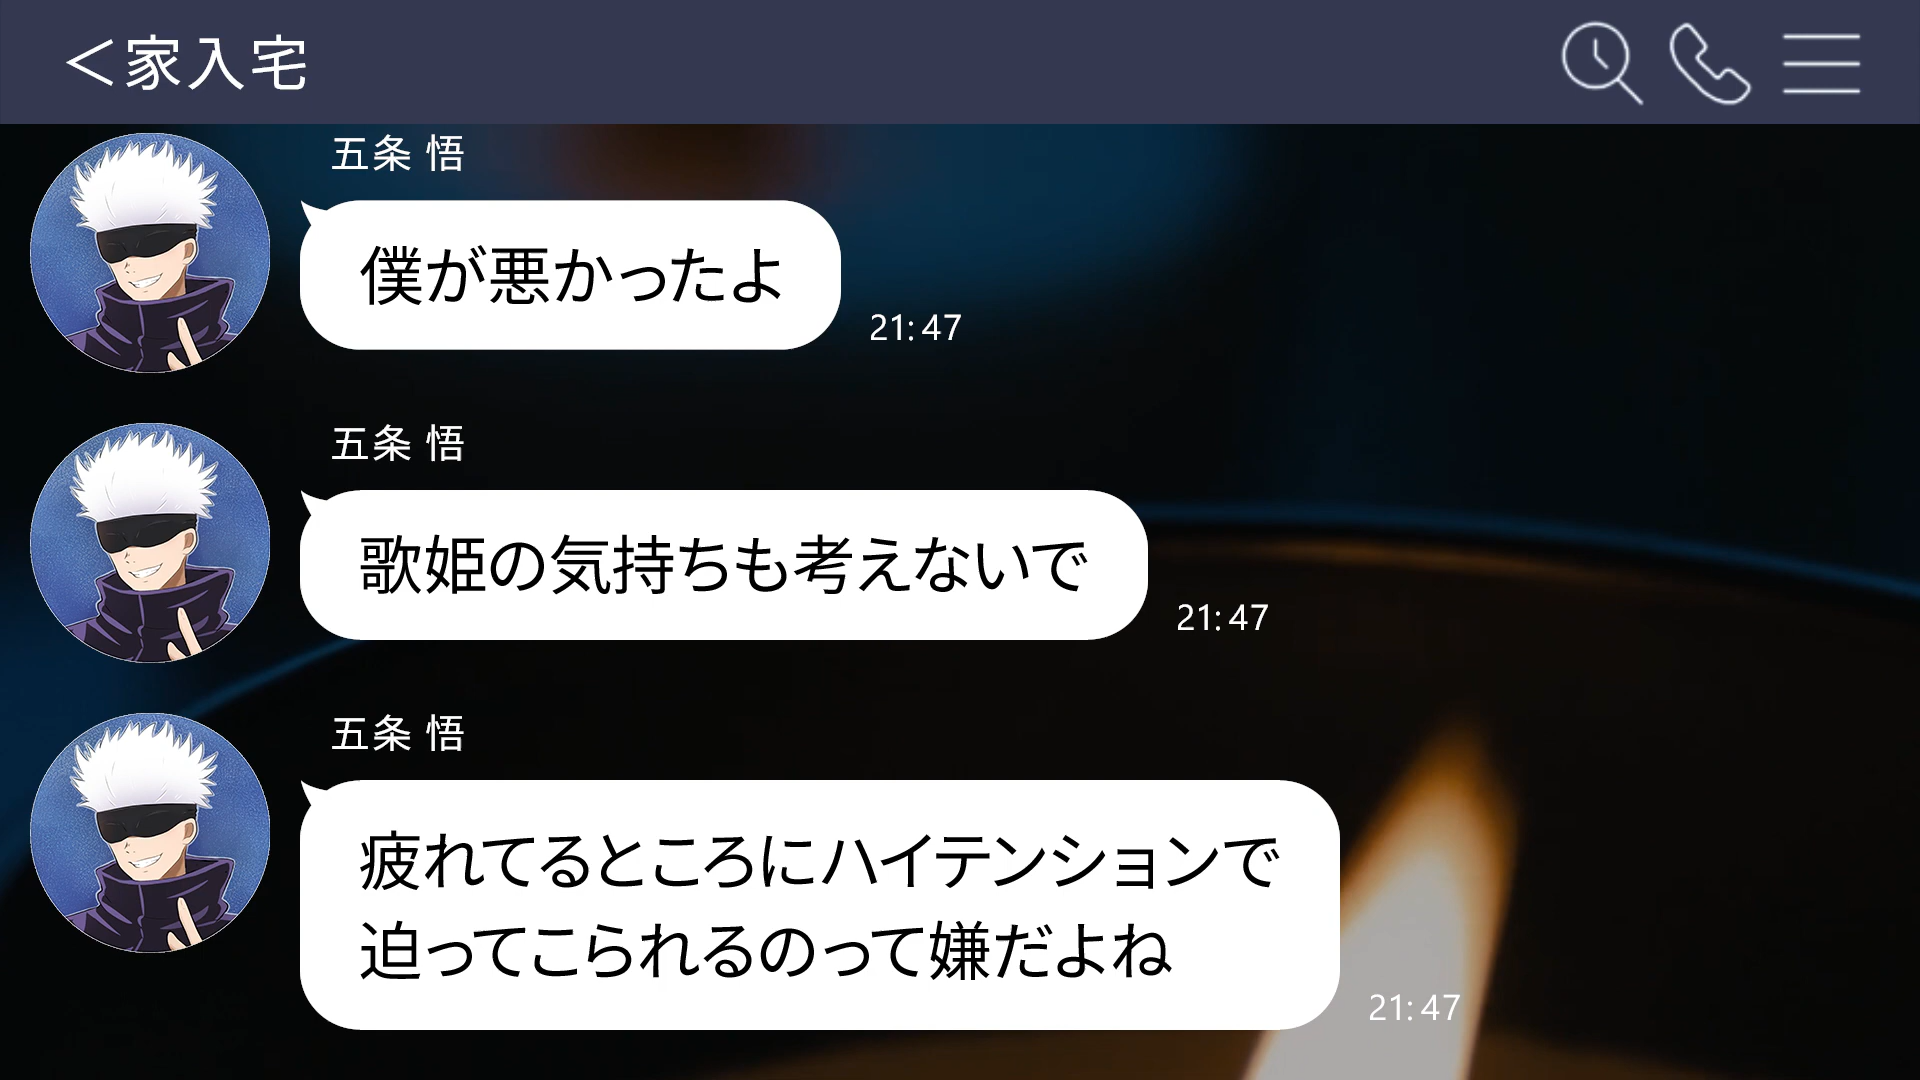 <家入宅
五条 悟
僕が悪かったよ
21:47
五条 悟
歌姫の気持ちも考えないで
21:47
五条 悟
疲れてるところにハイテンションで
迫ってこられるのって嫌だよね
21:47